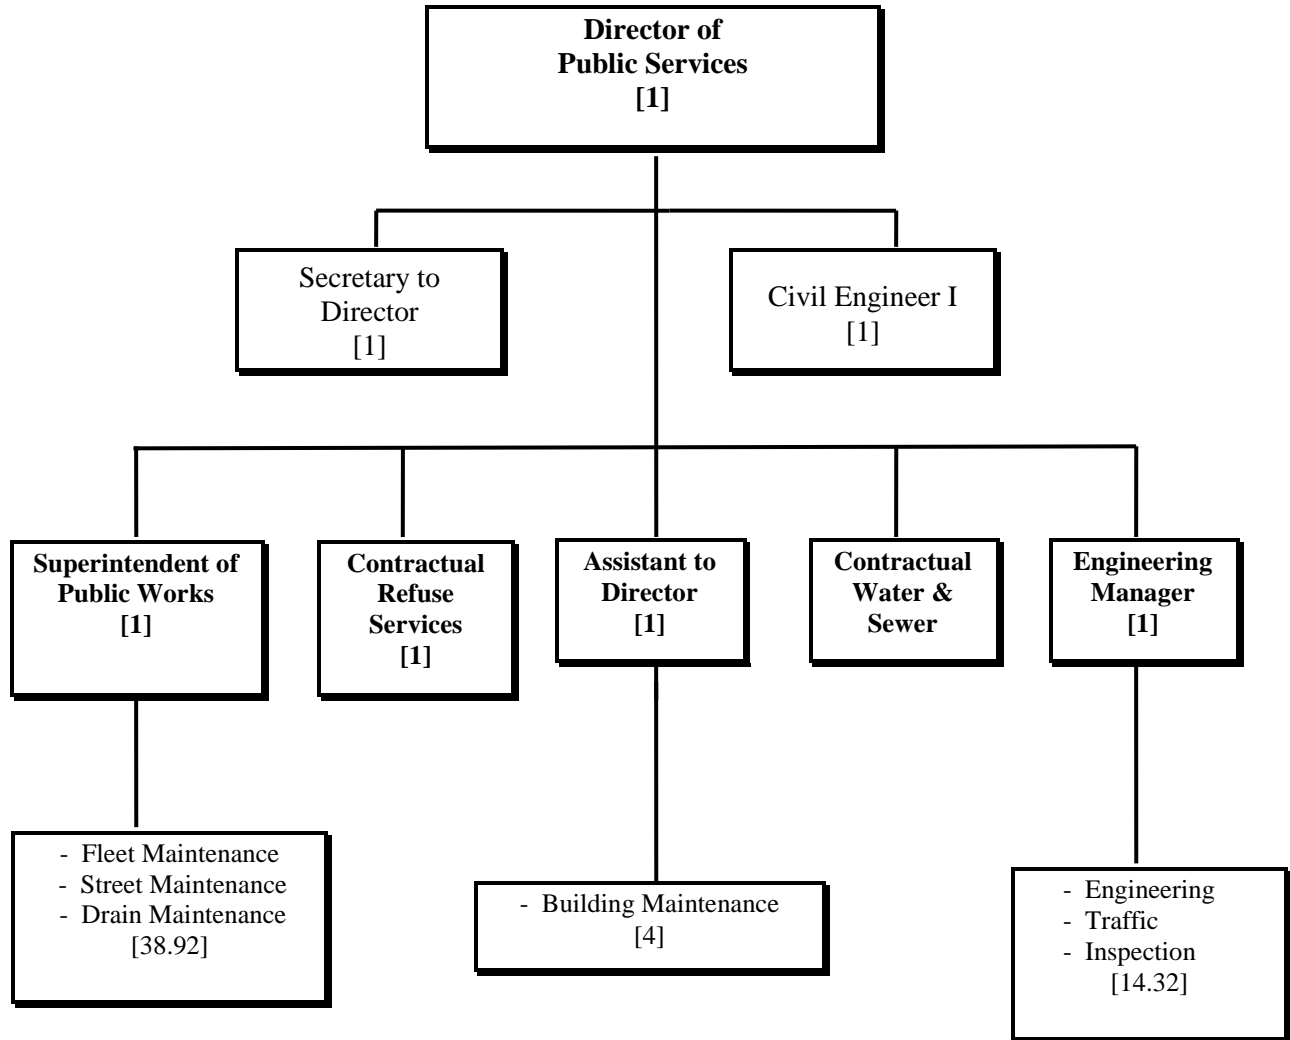 Director of
Public Services
[1]
Secretary to
Director
[1]
Civil Engineer I
[1]
Superintendent of
Public Works
[1]
Contractual
Refuse
Services
[1]
Assistant to
Director
[1]
Contractual
Water &
Sewer
Engineering
Manager
[1]
- Fleet Maintenance
- Street Maintenance
- Drain Maintenance
[38.92]
- Building Maintenance
[4]
- Engineering
- Traffic
- Inspection
[14.32]